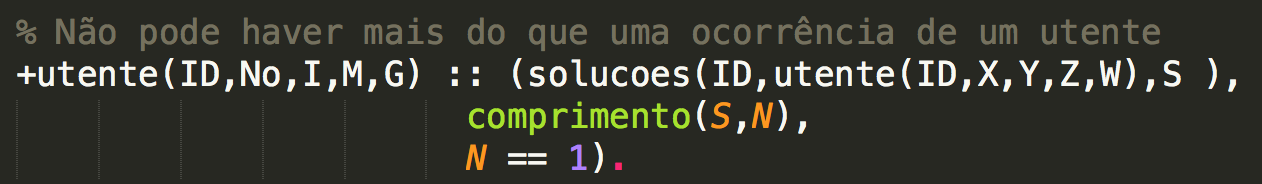 % Não pode haver mais do que uma ocorrência de um utente
+utente(ID,No,I,M,G) :: (solucoes(ID,utente(ID,X,Y,Z,W),S ),
comprimento(S,N),
N == 1).